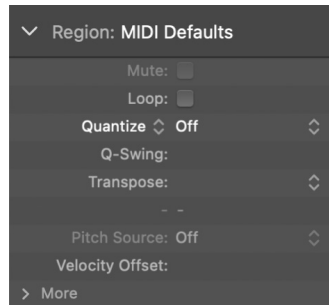 Region: MIDI Defaults
Mute:
Loop:
Quantize Off
Q-Swing:
Transpose:
- -
Pitch Source: Off
Velocity Offset:
More